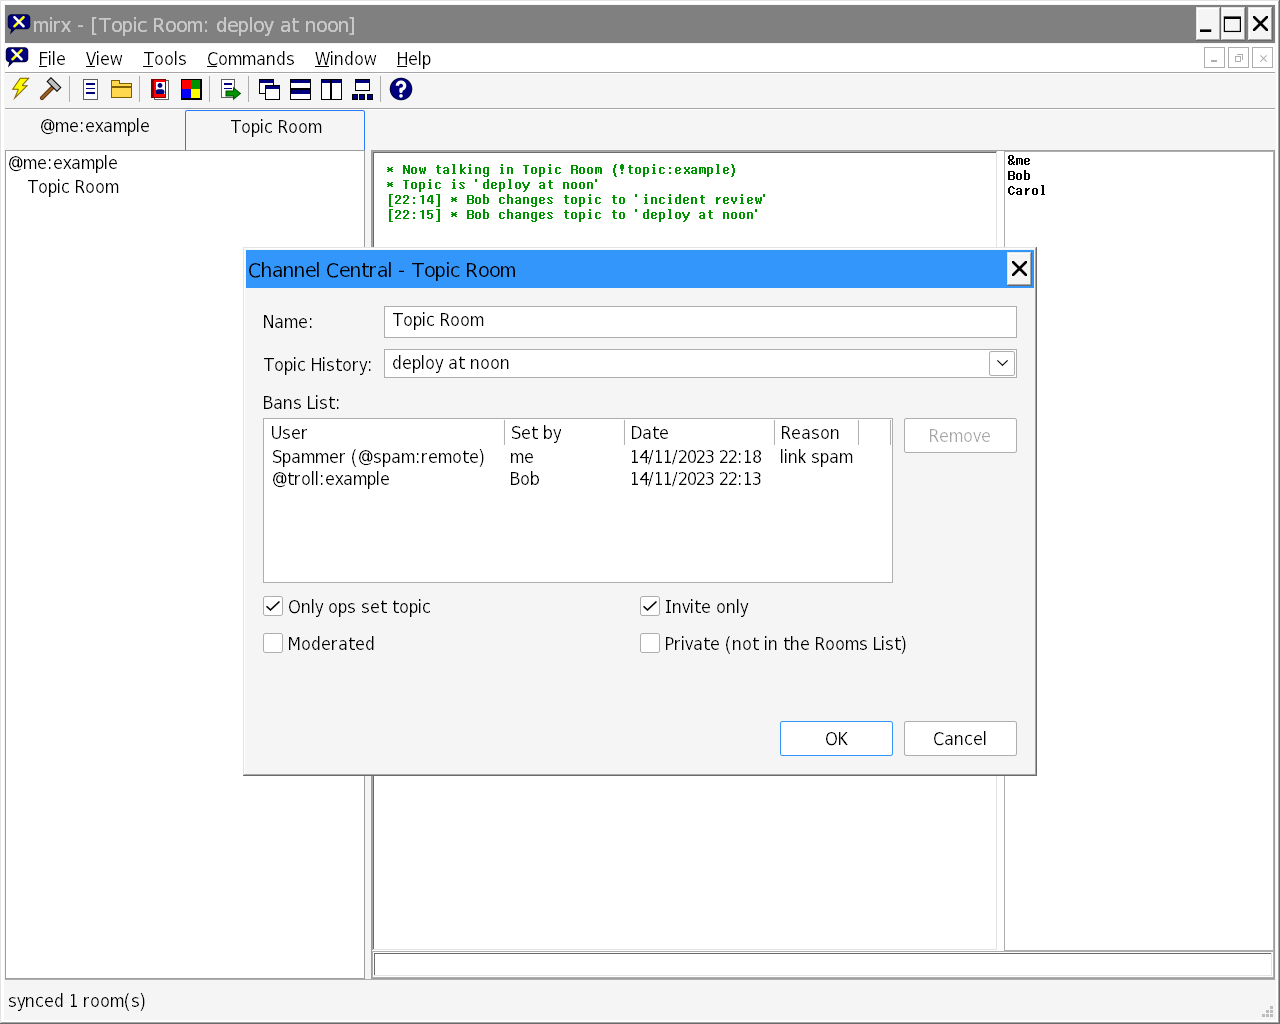 mirx - [Topic Room: deploy at noon]
File View Tools Commands Window Help
@me:example Topic Room
@me:example
Topic Room
* Now talking in Topic Room (!topic:example)
* Topic is 'deploy at noon'
[22:14] * Bob changes topic to 'incident review'
[22:15] * Bob changes topic to 'deploy at noon'
&me
Bob
Carol
Channel Central - Topic Room
Name: Topic Room
Topic History: deploy at noon
Bans List:
User Set by Date Reason
Spammer (@spam:remote) me 14/11/2023 22:18 link spam
@troll:example Bob 14/11/2023 22:13
Remove
Only ops set topic Invite only
Moderated Private (not in the Rooms List)
OK Cancel
synced 1 room(s)